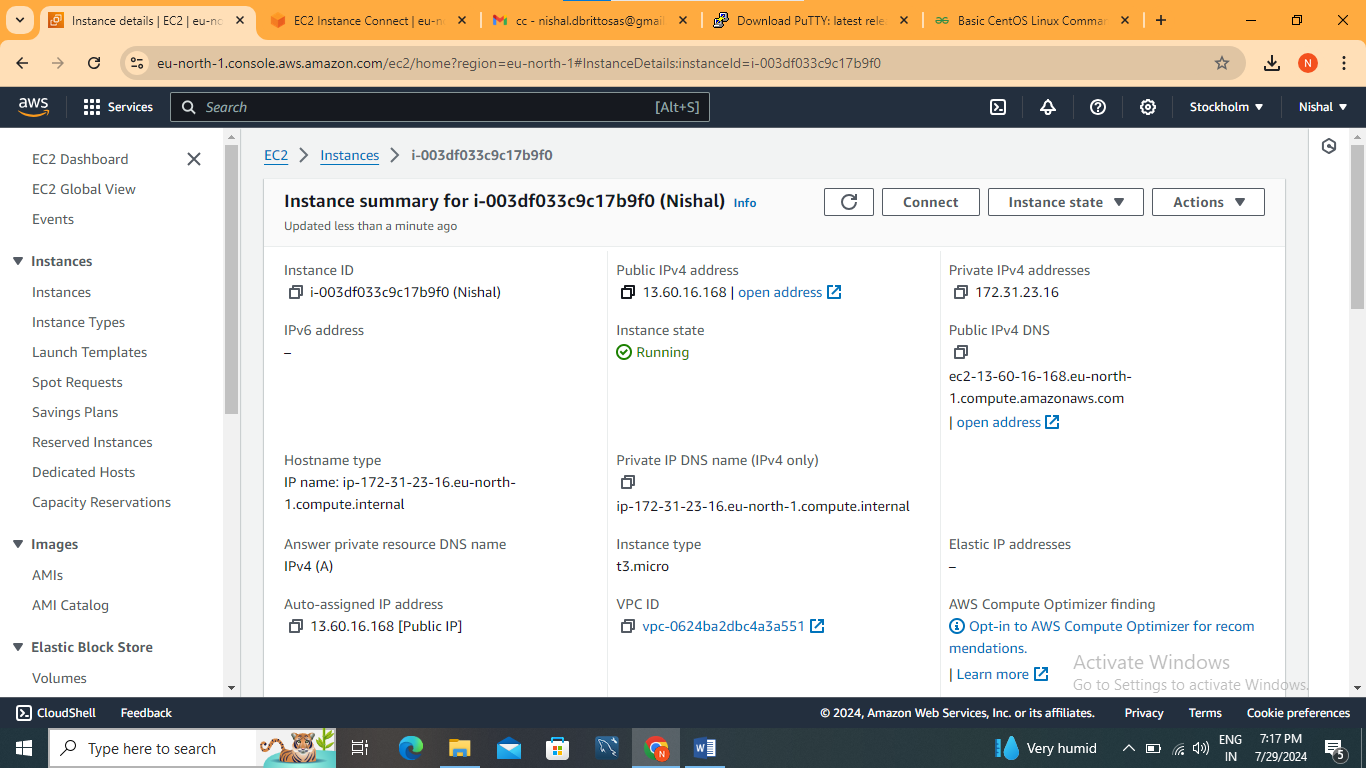 Instance details | EC2 | eu-no
EC2 Instance Connect | eu-n
cc - nishal.dbrittosas@gmail
Download PuTTY: latest rele
Basic CentOS Linux Comma
eu-north-1.console.aws.amazon.com/ec2/home?region=eu-north-1#InstanceDetails:instanceId=i-003df033c9c17b9f0
N
aws
Services
Search
[Alt+S]
Stockholm
Nishal
EC2 Dashboard
EC2 Global View
Events
Instances
Instances
Instance Types
Launch Templates
Spot Requests
Savings Plans
Reserved Instances
Dedicated Hosts
Capacity Reservations
Images
AMIs
AMI Catalog
Elastic Block Store
Volumes
EC2
Instances
i-003df033c9c17b9f0
Instance summary for i-003df033c9c17b9f0 (Nishal) Info
Updated less than a minute ago
Connect
Instance state
Actions
Instance ID
i-003df033c9c17b9f0 (Nishal)
Public IPv4 address
13.60.16.168 | open address
Private IPv4 addresses
172.31.23.16
IPv6 address
–
Instance state
Running
Public IPv4 DNS
ec2-13-60-16-168.eu-north-
1.compute.amazonaws.com
| open address
Hostname type
IP name: ip-172-31-23-16.eu-north-
1.compute.internal
Private IP DNS name (IPv4 only)
ip-172-31-23-16.eu-north-1.compute.internal
Answer private resource DNS name
IPv4 (A)
Instance type
t3.micro
Elastic IP addresses
–
Auto-assigned IP address
13.60.16.168 [Public IP]
VPC ID
vpc-0624ba2dbc4a3a551
AWS Compute Optimizer finding
Opt-in to AWS Compute Optimizer for recom
mendations.
| Learn more
Activate Windows
Go to Settings to activate Windows.
CloudShell
Feedback
© 2024, Amazon Web Services, Inc. or its affiliates.
Privacy
Terms
Cookie preferences
Type here to search
Very humid
ENG
IN
7:17 PM
7/29/2024
5